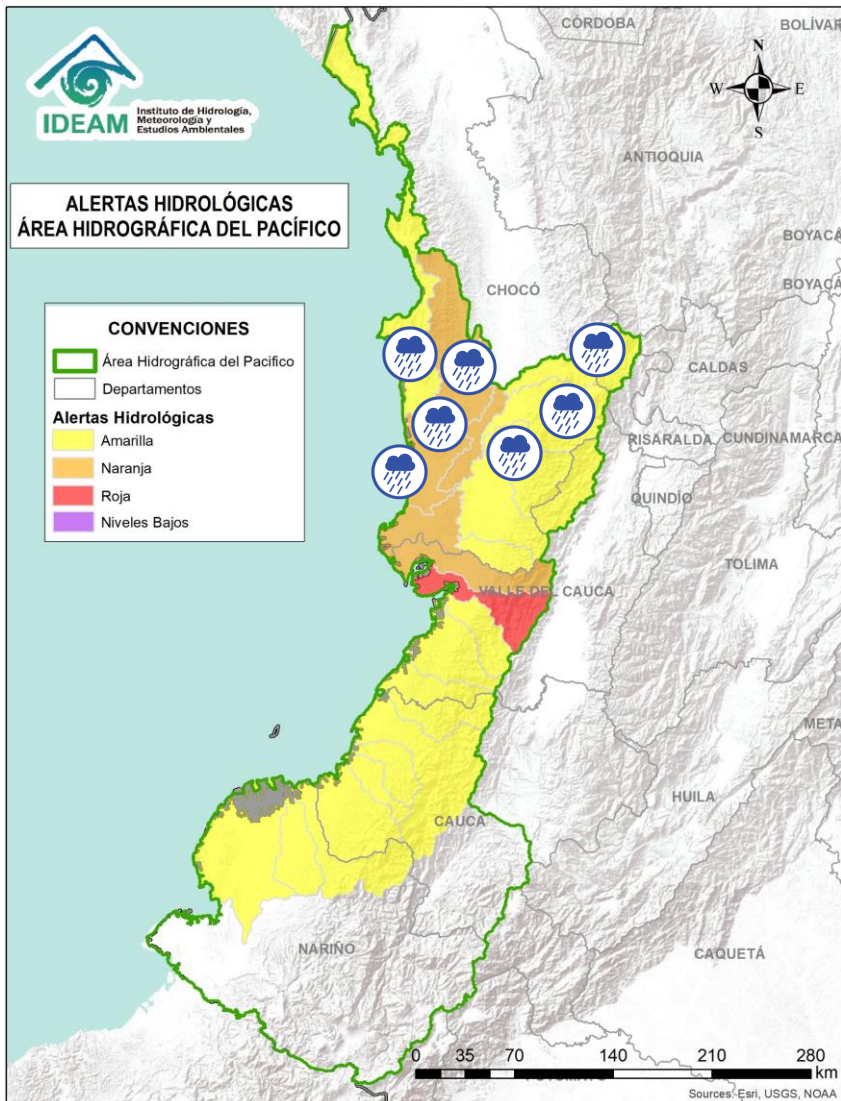 CÓRDOBA
BOLÍVAR
IDEAM
Instituto de Hidrología,
Meteorología y
Estudios Ambientales
N
W
E
S
ANTIOQUIA
ALERTAS HIDROLÓGICAS
ÁREA HIDROGRÁFICA DEL PACÍFICO
BOYACÁ
BOYACÁ
CHOCÓ
CONVENCIONES
Área Hidrográfica del Pacifico
Departamentos
Alertas Hidrológicas
Amarilla
Naranja
Roja
Niveles Bajos
CALDAS
RISARALDA
CUNDINAMARCA
QUINDÍO
TOLIMA
VALLE DEL CAUCA
META
HUILA
CAUCA
NARIÑO
CAQUETÁ
0 35 70 140 210 280
km
Sources: Esri, USGS, NOAA